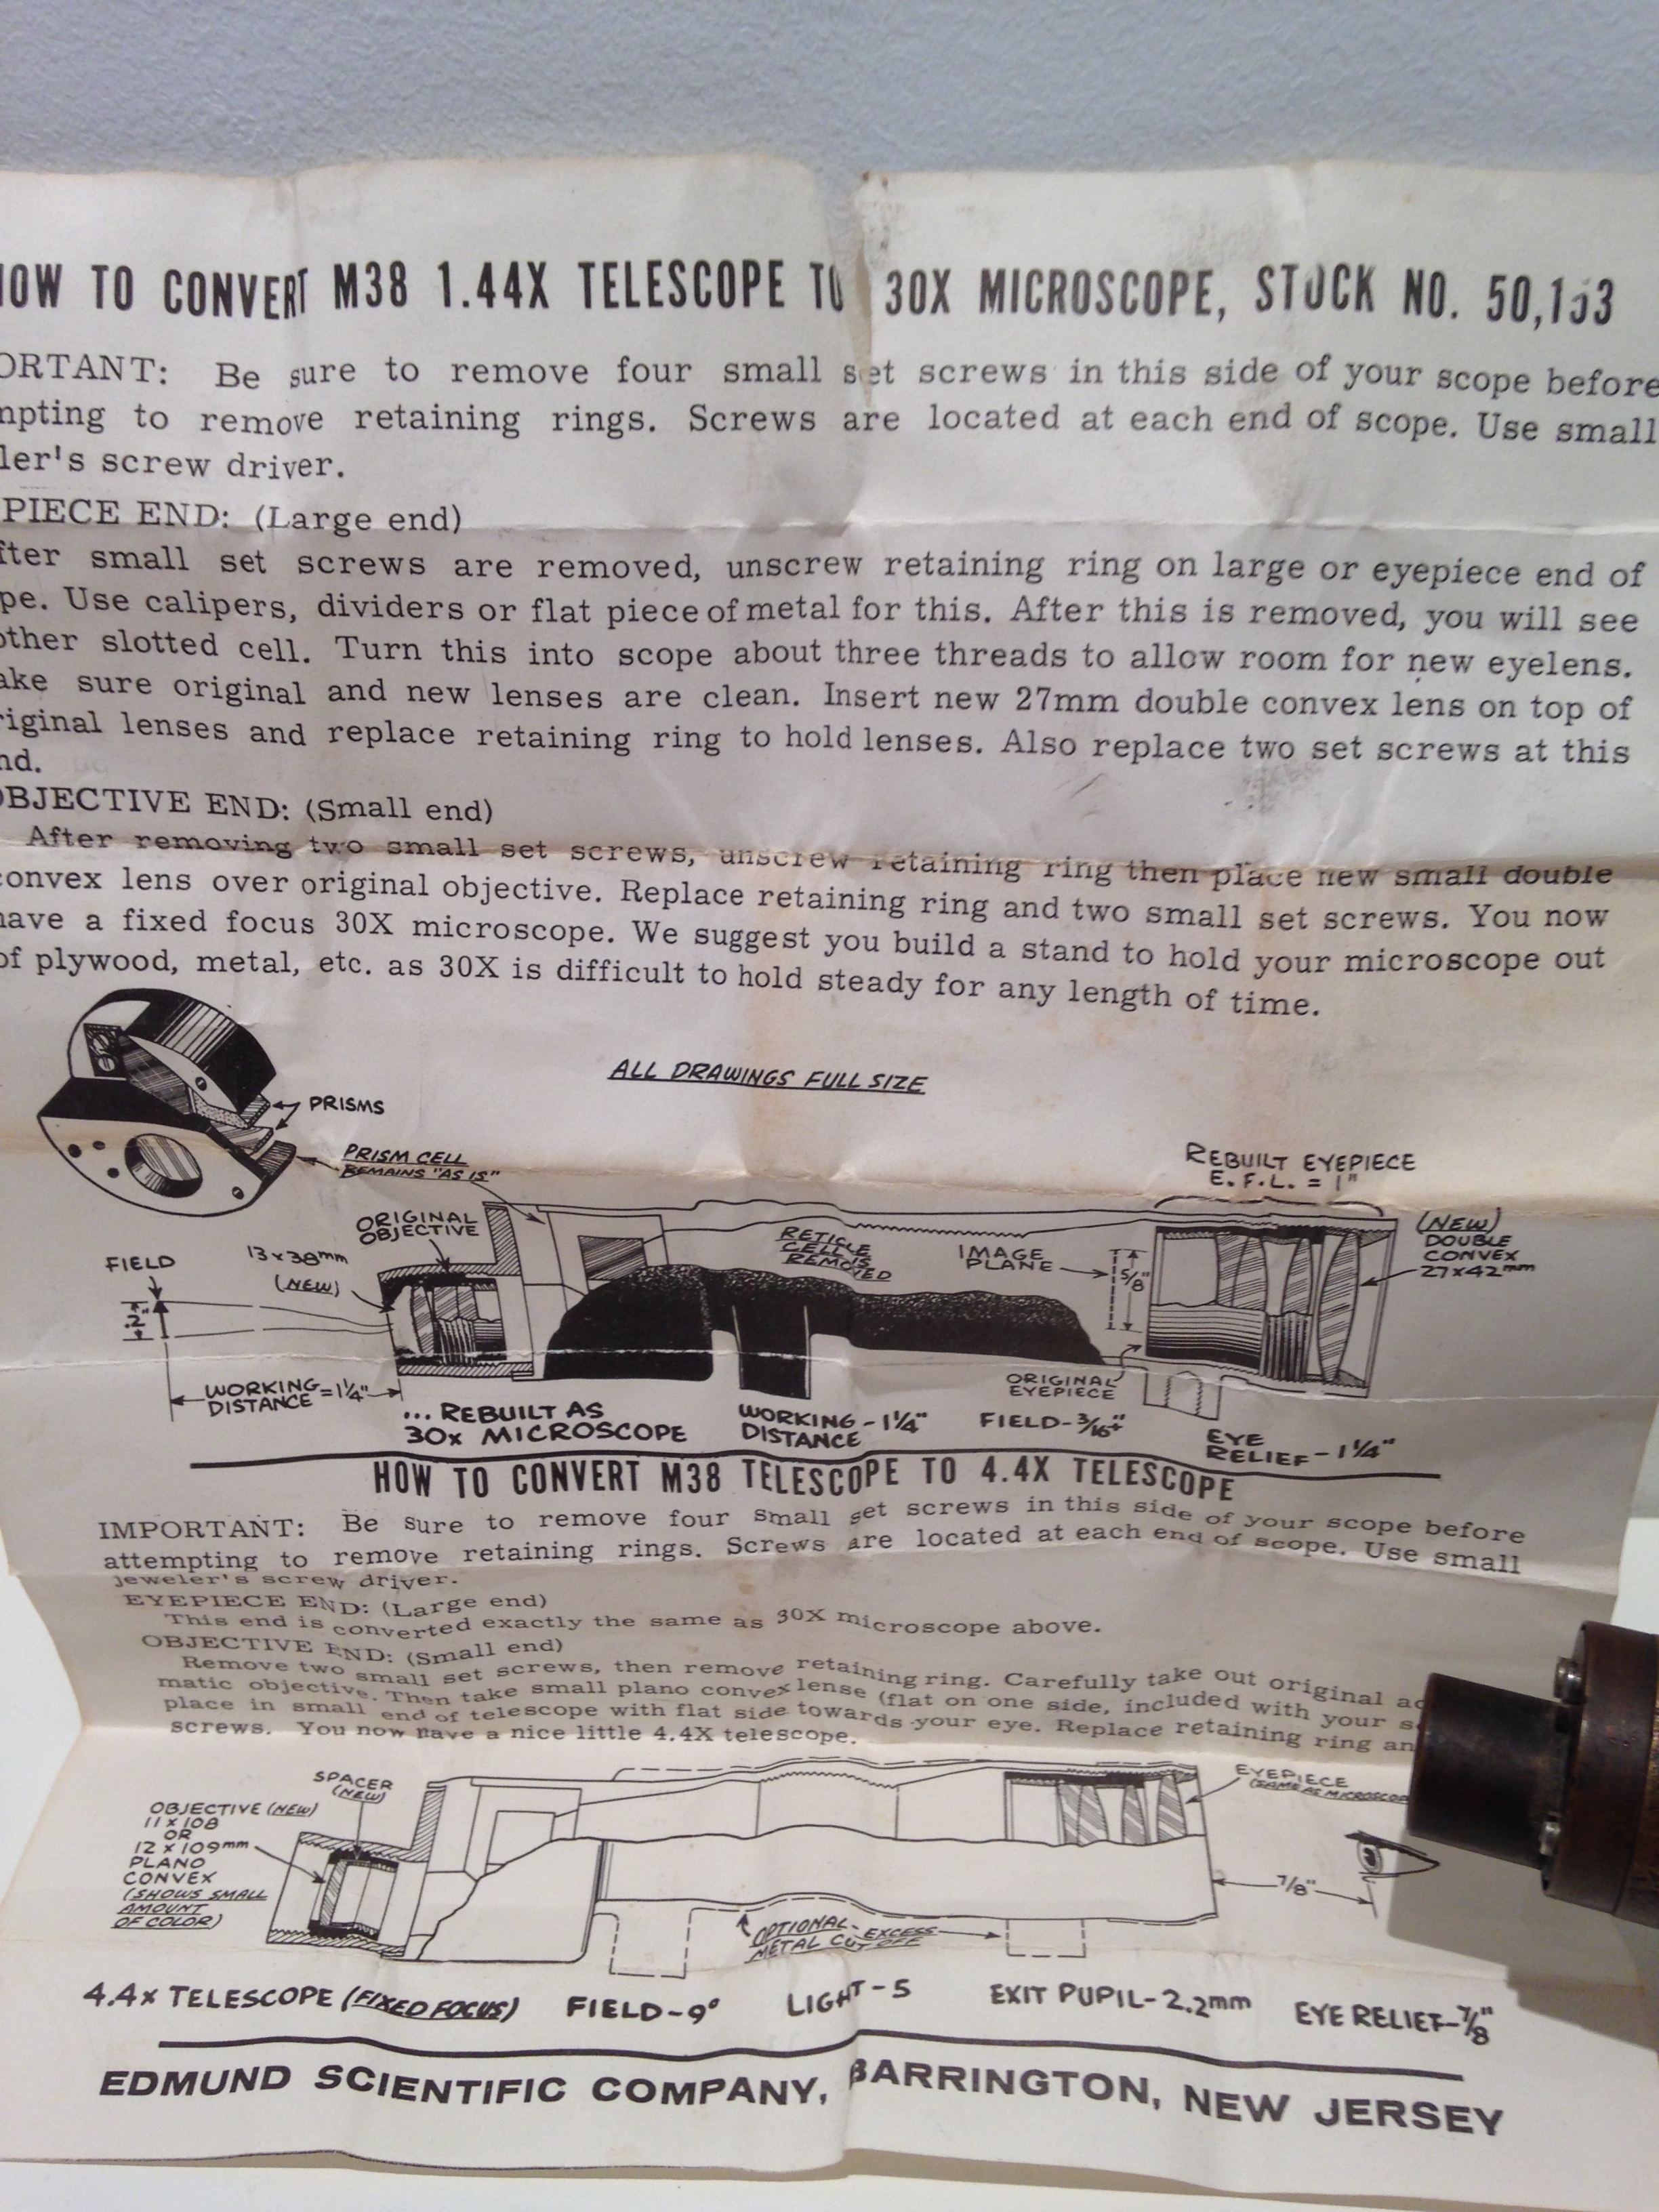 HOW TO CONVERT M38 1.44X TELESCOPE TO 30X MICROSCOPE, STOCK NO. 50,153
ORTANT: Be sure to remove four small set screws in this side of your scope before
mpting to remove retaining rings. Screws are located at each end of scope. Use small
ler's screw driver.
PIECE END: (Large end)
fter small set screws are removed, unscrew retaining ring on large or eyepiece end of
pe. Use calipers, dividers or flat piece of metal for this. After this is removed, you will see
other slotted cell. Turn this into scope about three threads to allow room for new eyelens.
ake sure original and new lenses are clean. Insert new 27mm double convex lens on top of
riginal lenses and replace retaining ring to hold lenses. Also replace two set screws at this
nd.
OBJECTIVE END: (Small end)
After removing two small set screws, unscrew retaining ring then place new small double
convex lens over original objective. Replace retaining ring and two small set screws. You now
have a fixed focus 30X microscope. We suggest you build a stand to hold your microscope out
of plywood, metal, etc. as 30X is difficult to hold steady for any length of time.
ALL DRAWINGS FULL SIZE
PRISMS
PRISM CELL
REMAINS "AS IS"
REBUILT EYEPIECE
E.F.L. = 1"
ORIGINAL
OBJECTIVE
13 x 38mm
(NEW)
FIELD
.2"
RETICLE
CELL IS
REMOVED
IMAGE
PLANE
5/8"
(NEW)
DOUBLE
CONVEX
27x42mm
WORKING
DISTANCE = 1¼"
ORIGINAL
EYEPIECE
... REBUILT AS
30x MICROSCOPE
WORKING - 1¼"
DISTANCE
FIELD - 3/16"+
EYE
RELIEF - 1¼"
HOW TO CONVERT M38 TELESCOPE TO 4.4X TELESCOPE
IMPORTANT: Be sure to remove four small set screws in this side of your scope before
attempting to remove retaining rings. Screws are located at each end of scope. Use small
jeweler's screw driver.
EYEPIECE END: (Large end)
This end is converted exactly the same as 30X microscope above.
OBJECTIVE END: (Small end)
Remove two small set screws, then remove retaining ring. Carefully take out original ac
matic objective. Then take small plano convex lense (flat on one side, included with your s
place in small end of telescope with flat side towards your eye. Replace retaining ring an
screws. You now have a nice little 4.4X telescope.
SPACER
(NEW)
OBJECTIVE (NEW)
11 x 108
OR
12 x 109mm
PLANO
CONVEX
(SHOWS SMALL
AMOUNT
OF COLOR)
EYEPIECE
(SAME AS MICROSCOP
7/8"
OPTIONAL - EXCESS
METAL CUT OFF
4.4x TELESCOPE (FIXED FOCUS) FIELD - 9° LIGHT - 5 EXIT PUPIL - 2.2mm EYE RELIEF - 7/8"
EDMUND SCIENTIFIC COMPANY, BARRINGTON, NEW JERSEY